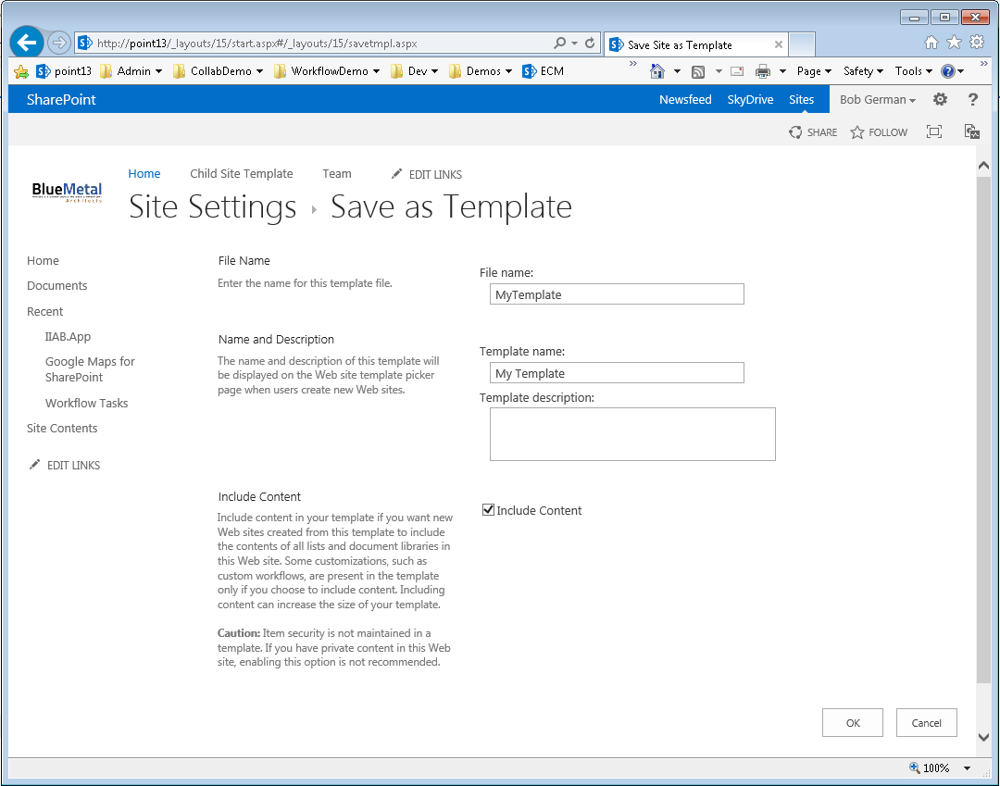 http://point13/_layouts/15/start.aspx#/_layouts/15/savetmpl.aspx
Save Site as Template
point13 Admin CollabDemo WorkflowDemo Dev Demos ECM » Page Safety Tools »
SharePoint Newsfeed SkyDrive Sites Bob German ?
SHARE FOLLOW
BlueMetal
Architects
Home Child Site Template Team EDIT LINKS
Site Settings Save as Template
Home
Documents
Recent
IIAB.App
Google Maps for
SharePoint
Workflow Tasks
Site Contents
EDIT LINKS
File Name
Enter the name for this template file.
File name:
MyTemplate
Name and Description
The name and description of this template will
be displayed on the Web site template picker
page when users create new Web sites.
Template name:
My Template
Template description:
Include Content
Include content in your template if you want new
Web sites created from this template to include
the contents of all lists and document libraries in
this Web site. Some customizations, such as
custom workflows, are present in the template
only if you choose to include content. Including
content can increase the size of your template.
Caution: Item security is not maintained in a
template. If you have private content in this Web
site, enabling this option is not recommended.
Include Content
OK Cancel
100%